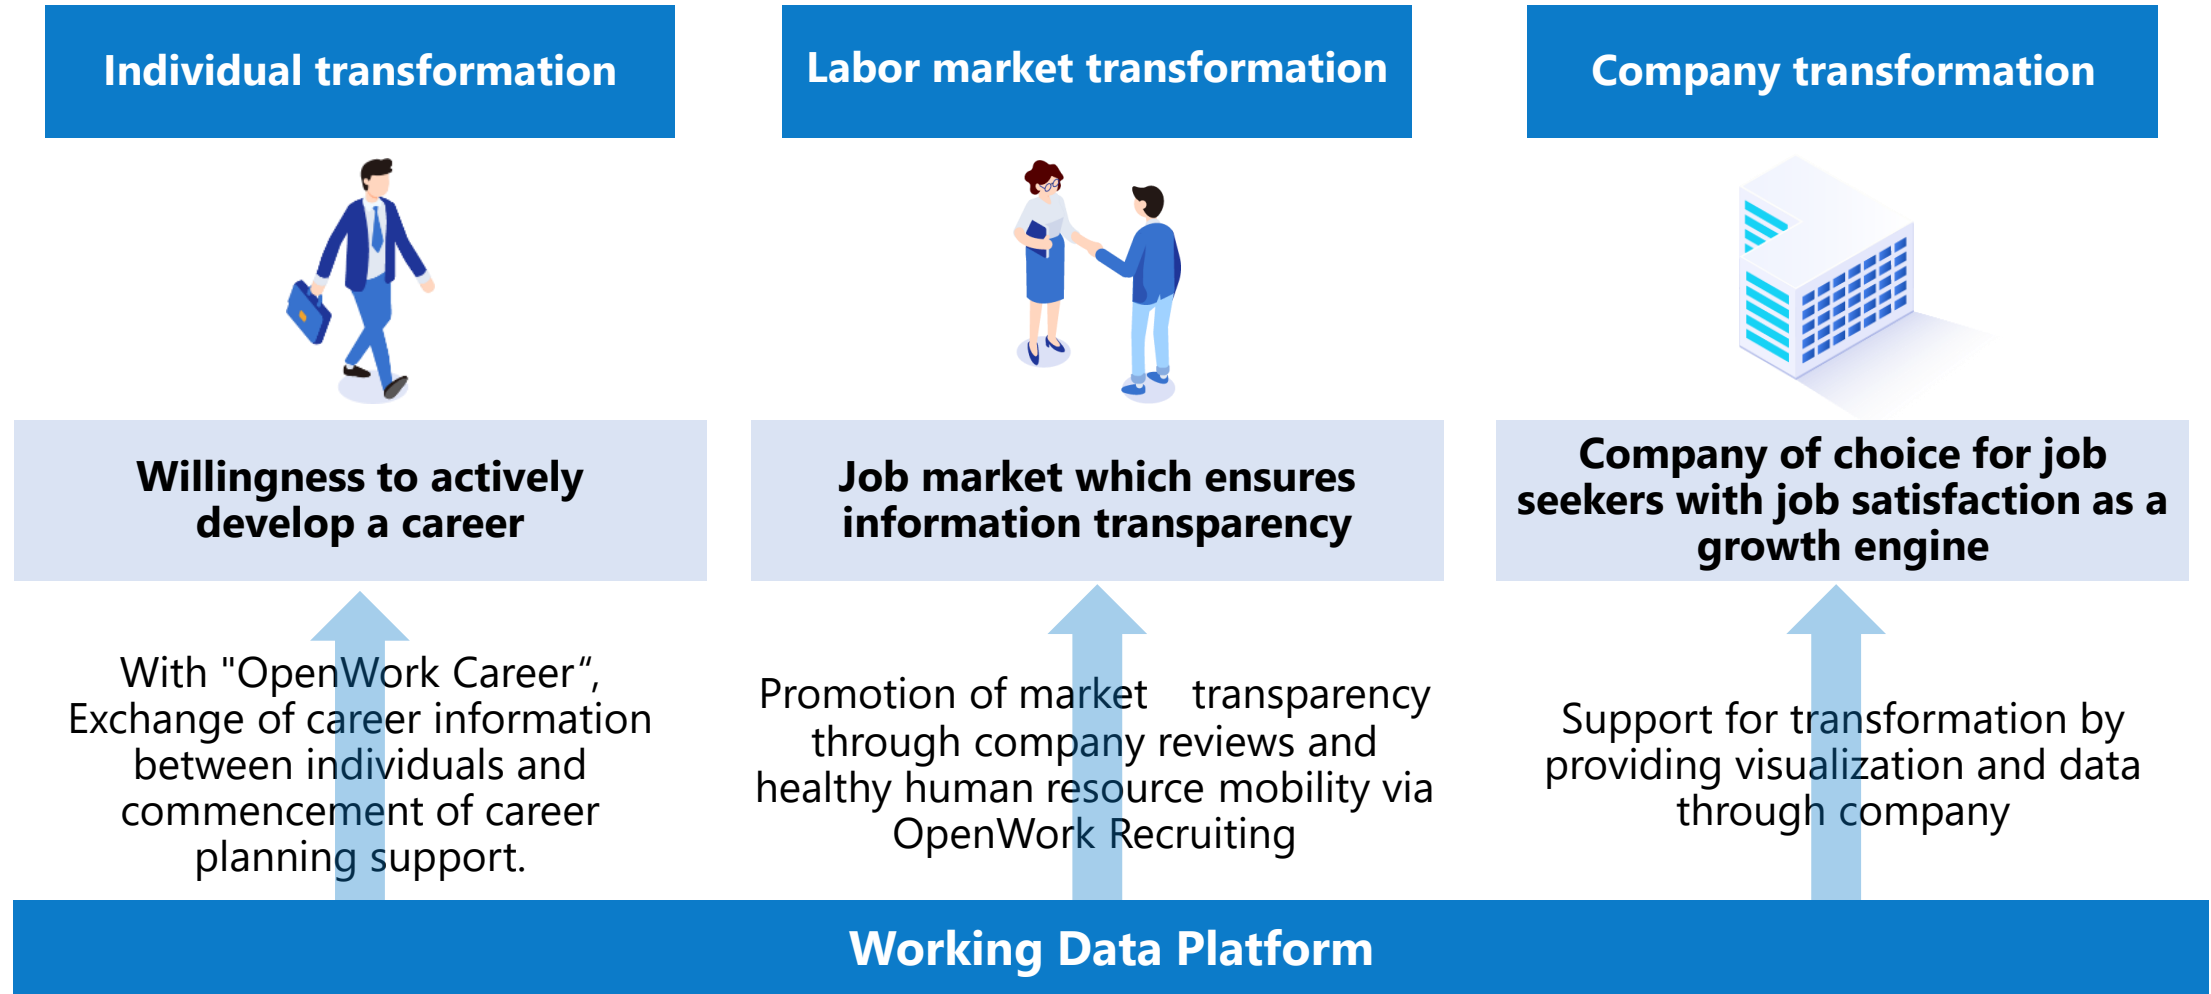 Individual transformation
Labor market transformation
Company transformation
Willingness to actively
develop a career
Job market which ensures
information transparency
Company of choice for job
seekers with job satisfaction as a
growth engine
With "OpenWork Career“,
Exchange of career information
between individuals and
commencement of career
planning support.
Promotion of market　transparency
through company reviews and
healthy human resource mobility via
OpenWork Recruiting
Support for transformation by
providing visualization and data
through company
Working Data Platform